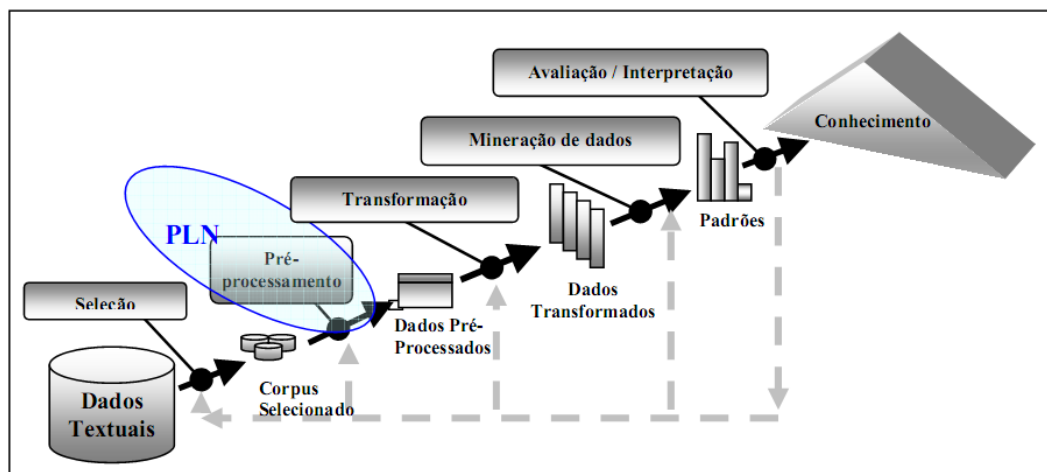 Avaliação / Interpretação
Conhecimento
Mineração de dados
Padrões
Transformação
Dados
Transformados
PLN
Pré-
processamento
Dados Pré-
Processados
Seleção
Corpus
Selecionado
Dados
Textuais